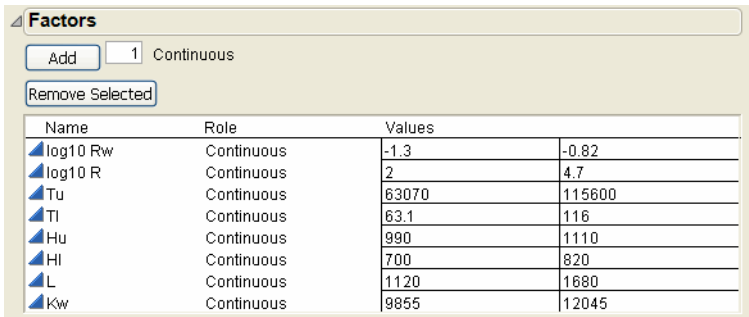 Factors
Add 1 Continuous
Remove Selected
Name Role Values
log10 Rw Continuous -1.3 -0.82
log10 R Continuous 2 4.7
Tu Continuous 63070 115600
Tl Continuous 63.1 116
Hu Continuous 990 1110
Hl Continuous 700 820
L Continuous 1120 1680
Kw Continuous 9855 12045